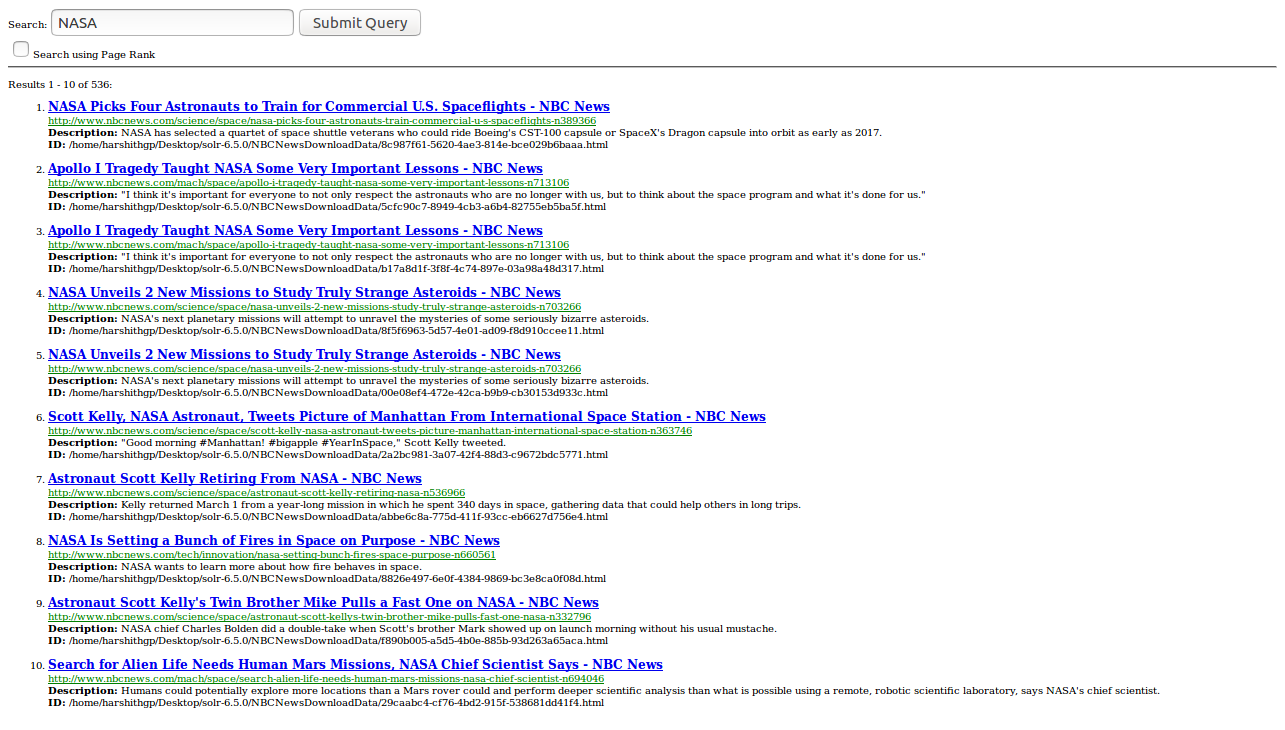 Search: NASA Submit Query
Search using Page Rank
Results 1 - 10 of 536:
1. NASA Picks Four Astronauts to Train for Commercial U.S. Spaceflights - NBC News
http://www.nbcnews.com/science/space/nasa-picks-four-astronauts-train-commercial-u-s-spaceflights-n389366
Description: NASA has selected a quartet of space shuttle veterans who could ride Boeing's CST-100 capsule or SpaceX's Dragon capsule into orbit as early as 2017.
ID: /home/harshithgp/Desktop/solr-6.5.0/NBCNewsDownloadData/8c987f61-5620-4ae3-814e-bce029b6baaa.html
2. Apollo I Tragedy Taught NASA Some Very Important Lessons - NBC News
http://www.nbcnews.com/mach/space/apollo-i-tragedy-taught-nasa-some-very-important-lessons-n713106
Description: "I think it's important for everyone to not only respect the astronauts who are no longer with us, but to think about the space program and what it's done for us."
ID: /home/harshithgp/Desktop/solr-6.5.0/NBCNewsDownloadData/5cfc90c7-8949-4cb3-a6b4-82755eb5ba5f.html
3. Apollo I Tragedy Taught NASA Some Very Important Lessons - NBC News
http://www.nbcnews.com/mach/space/apollo-i-tragedy-taught-nasa-some-very-important-lessons-n713106
Description: "I think it's important for everyone to not only respect the astronauts who are no longer with us, but to think about the space program and what it's done for us."
ID: /home/harshithgp/Desktop/solr-6.5.0/NBCNewsDownloadData/b17a8d1f-3f8f-4c74-897e-03a98a48d317.html
4. NASA Unveils 2 New Missions to Study Truly Strange Asteroids - NBC News
http://www.nbcnews.com/science/space/nasa-unveils-2-new-missions-study-truly-strange-asteroids-n703266
Description: NASA's next planetary missions will attempt to unravel the mysteries of some seriously bizarre asteroids.
ID: /home/harshithgp/Desktop/solr-6.5.0/NBCNewsDownloadData/8f5f6963-5d57-4e01-ad09-f8d910ccee11.html
5. NASA Unveils 2 New Missions to Study Truly Strange Asteroids - NBC News
http://www.nbcnews.com/science/space/nasa-unveils-2-new-missions-study-truly-strange-asteroids-n703266
Description: NASA's next planetary missions will attempt to unravel the mysteries of some seriously bizarre asteroids.
ID: /home/harshithgp/Desktop/solr-6.5.0/NBCNewsDownloadData/00e08ef4-472e-42ca-b9b9-cb30153d933c.html
6. Scott Kelly, NASA Astronaut, Tweets Picture of Manhattan From International Space Station - NBC News
http://www.nbcnews.com/science/space/scott-kelly-nasa-astronaut-tweets-picture-manhattan-international-space-station-n363746
Description: "Good morning #Manhattan! #bigapple #YearInSpace," Scott Kelly tweeted.
ID: /home/harshithgp/Desktop/solr-6.5.0/NBCNewsDownloadData/2a2bc981-3a07-42f4-88d3-c9672bdc5771.html
7. Astronaut Scott Kelly Retiring From NASA - NBC News
http://www.nbcnews.com/science/space/astronaut-scott-kelly-retiring-nasa-n536966
Description: Kelly returned March 1 from a year-long mission in which he spent 340 days in space, gathering data that could help others in long trips.
ID: /home/harshithgp/Desktop/solr-6.5.0/NBCNewsDownloadData/abbe6c8a-775d-411f-93cc-eb6627d756e4.html
8. NASA Is Setting a Bunch of Fires in Space on Purpose - NBC News
http://www.nbcnews.com/tech/innovation/nasa-setting-bunch-fires-space-purpose-n660561
Description: NASA wants to learn more about how fire behaves in space.
ID: /home/harshithgp/Desktop/solr-6.5.0/NBCNewsDownloadData/8826e497-6e0f-4384-9869-bc3e8ca0f08d.html
9. Astronaut Scott Kelly's Twin Brother Mike Pulls a Fast One on NASA - NBC News
http://www.nbcnews.com/science/space/astronaut-scott-kellys-twin-brother-mike-pulls-fast-one-nasa-n332796
Description: NASA chief Charles Bolden did a double-take when Scott's brother Mark showed up on launch morning without his usual mustache.
ID: /home/harshithgp/Desktop/solr-6.5.0/NBCNewsDownloadData/f890b005-a5d5-4b0e-885b-93d263a65aca.html
10. Search for Alien Life Needs Human Mars Missions, NASA Chief Scientist Says - NBC News
http://www.nbcnews.com/mach/space/search-alien-life-needs-human-mars-missions-nasa-chief-scientist-n694046
Description: Humans could potentially explore more locations than a Mars rover could and perform deeper scientific analysis than what is possible using a remote, robotic scientific laboratory, says NASA's chief scientist.
ID: /home/harshithgp/Desktop/solr-6.5.0/NBCNewsDownloadData/29caabc4-cf76-4bd2-915f-538681dd41f4.html